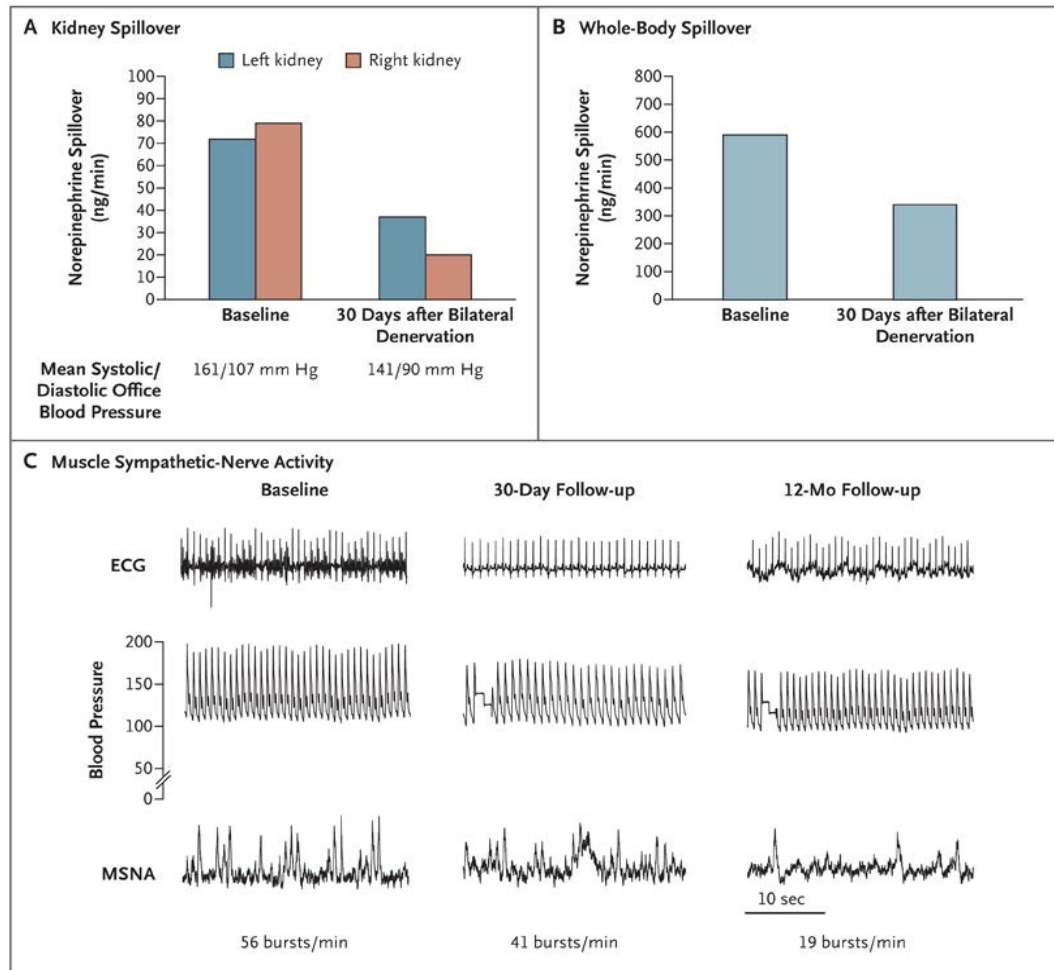 A Kidney Spillover
Left kidney Right kidney
Norepinephrine Spillover
(ng/min)
100
90
80
70
60
50
40
30
20
10
0
Baseline
30 Days after Bilateral
Denervation
Mean Systolic/
Diastolic Office
Blood Pressure
161/107 mm Hg
141/90 mm Hg
B Whole-Body Spillover
Norepinephrine Spillover
(ng/min)
800
700
600
500
400
300
200
100
0
Baseline
30 Days after Bilateral
Denervation
C Muscle Sympathetic-Nerve Activity
Baseline 30-Day Follow-up 12-Mo Follow-up
ECG
Blood Pressure
200
150
100
50
0
MSNA
10 sec
56 bursts/min 41 bursts/min 19 bursts/min